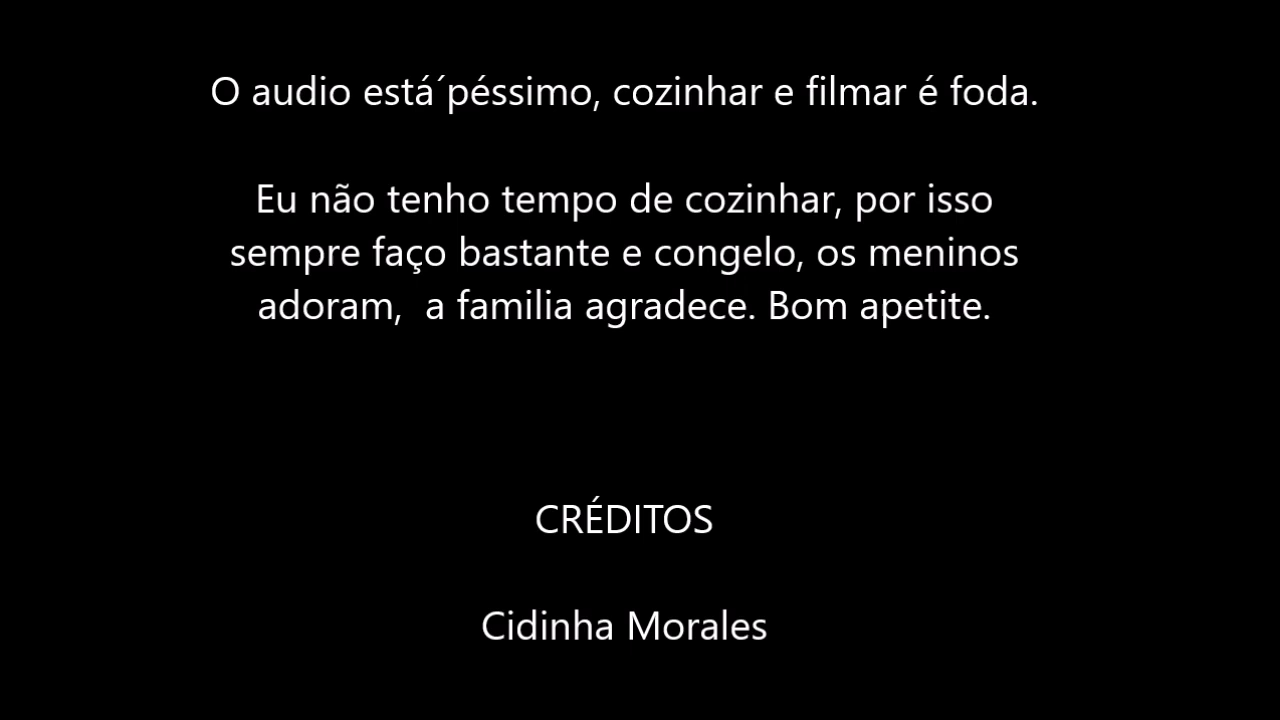 O audio está´péssimo, cozinhar e filmar é foda.
Eu não tenho tempo de cozinhar, por isso
sempre faço bastante e congelo, os meninos
adoram,  a familia agradece. Bom apetite.
CRÉDITOS
Cidinha Morales